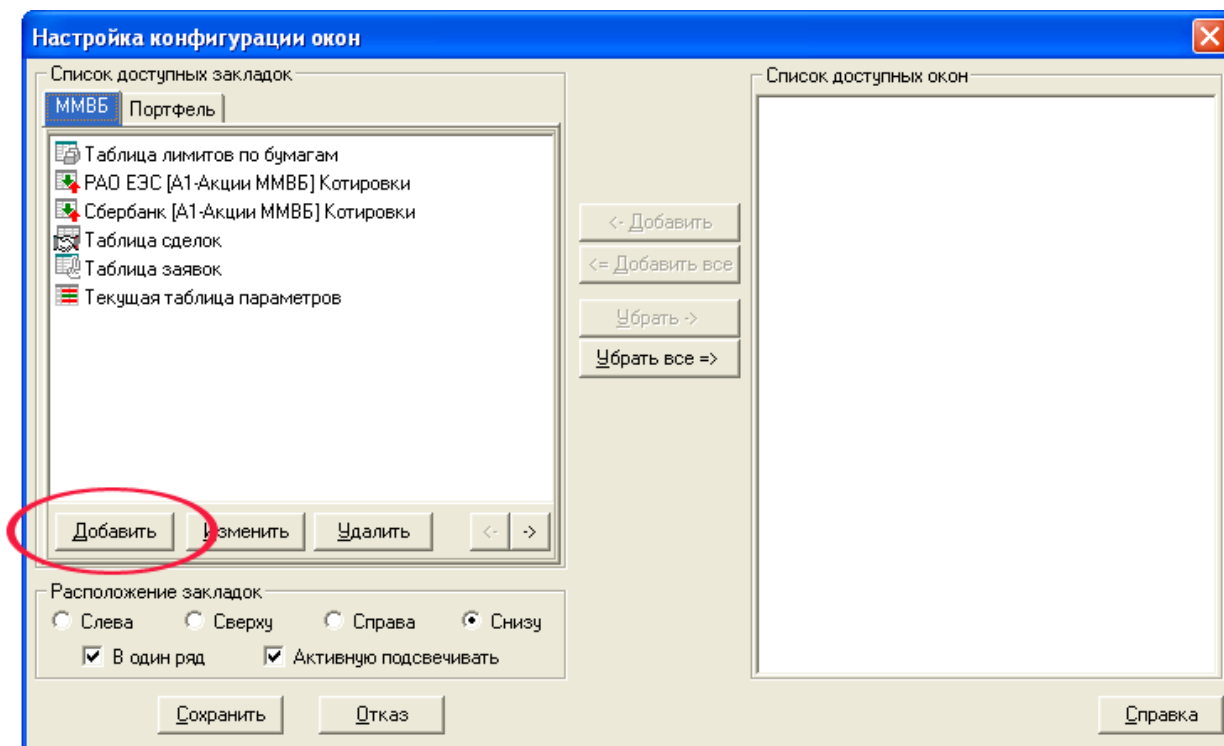 Настройка конфигурации окон
Список доступных закладок
ММВБ Портфель
Таблица лимитов по бумагам
РАО ЕЭС [А1-Акции ММВБ] Котировки
Сбербанк [А1-Акции ММВБ] Котировки
Таблица сделок
Таблица заявок
Текущая таблица параметров
Добавить Изменить Удалить <- ->
<- Добавить
<= Добавить все
Убрать ->
Убрать все =>
Список доступных окон
Расположение закладок
Слева Сверху Справа Снизу
В один ряд Активную подсвечивать
Сохранить Отказ Справка